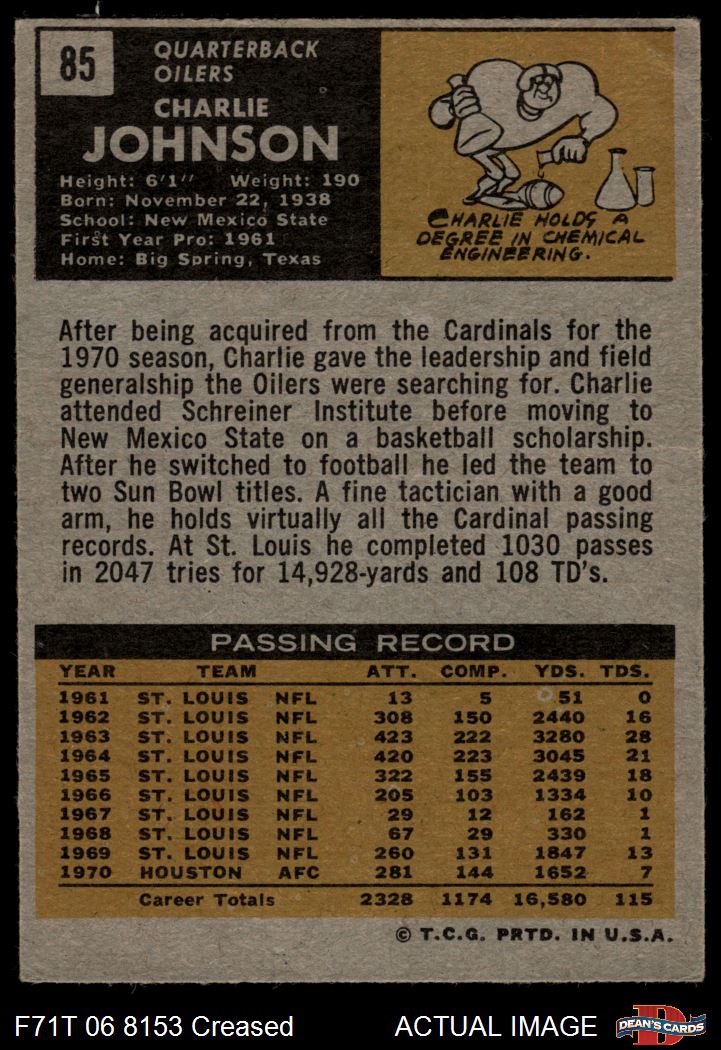 85
QUARTERBACK
OILERS
CHARLIE
JOHNSON
Height: 6'1" Weight: 190
Born: November 22, 1938
School: New Mexico State
First Year Pro: 1961
Home: Big Spring, Texas
CHARLIE HOLDS A
DEGREE IN CHEMICAL
ENGINEERING.
After being acquired from the Cardinals for the
1970 season, Charlie gave the leadership and field
generalship the Oilers were searching for. Charlie
attended Schreiner Institute before moving to
New Mexico State on a basketball scholarship.
After he switched to football he led the team to
two Sun Bowl titles. A fine tactician with a good
arm, he holds virtually all the Cardinal passing
records. At St. Louis he completed 1030 passes
in 2047 tries for 14,928-yards and 108 TD's.
PASSING RECORD
YEAR TEAM ATT. COMP. YDS. TDS.
1961 ST. LOUIS NFL 13 5 51 0
1962 ST. LOUIS NFL 308 150 2440 16
1963 ST. LOUIS NFL 423 222 3280 28
1964 ST. LOUIS NFL 420 223 3045 21
1965 ST. LOUIS NFL 322 155 2439 18
1966 ST. LOUIS NFL 205 103 1334 10
1967 ST. LOUIS NFL 29 12 162 1
1968 ST. LOUIS NFL 67 29 330 1
1969 ST. LOUIS NFL 260 131 1847 13
1970 HOUSTON AFC 281 144 1652 7
Career Totals 2328 1174 16,580 115
© T.C.G. PRTD. IN U.S.A.
F71T 06 8153 Creased ACTUAL IMAGE
D
DEAN'S CARDS